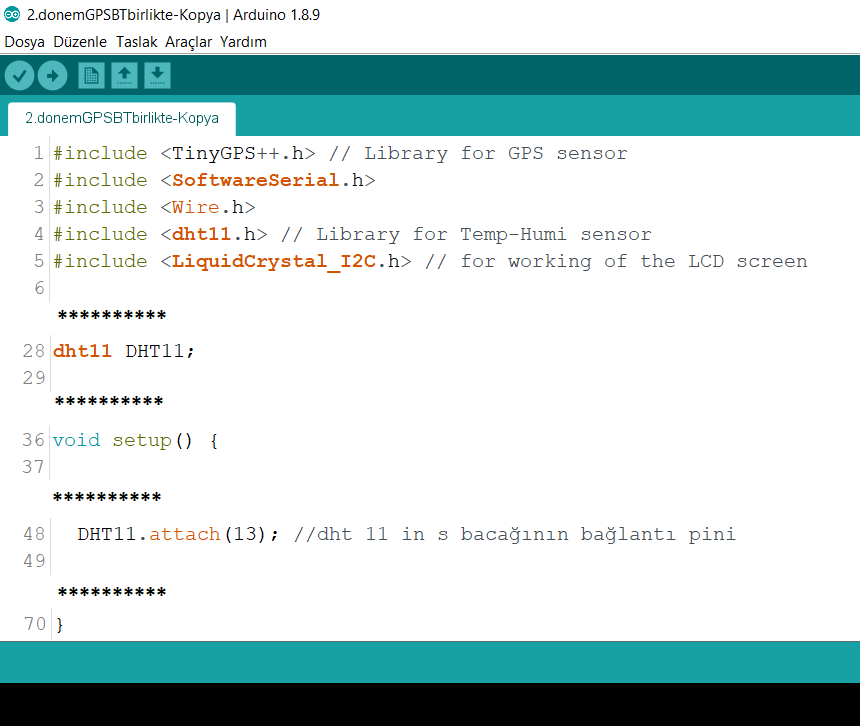 2.donemGPSBTbirlikte-Kopya | Arduino 1.8.9
Dosya Düzenle Taslak Araçlar Yardım
2.donemGPSBTbirlikte-Kopya
1 #include <TinyGPS++.h> // Library for GPS sensor
2 #include <SoftwareSerial.h>
3 #include <Wire.h>
4 #include <dht11.h> // Library for Temp-Humi sensor
5 #include <LiquidCrystal_I2C.h> // for working of the LCD screen
6
**********
28 dht11 DHT11;
29
**********
36 void setup() {
37
**********
48 DHT11.attach(13); //dht 11 in s bacağının bağlantı pini
49
**********
70 }